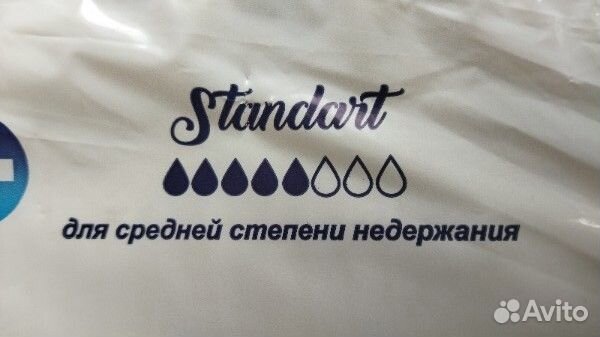 Standart
для средней степени недержания
Avito